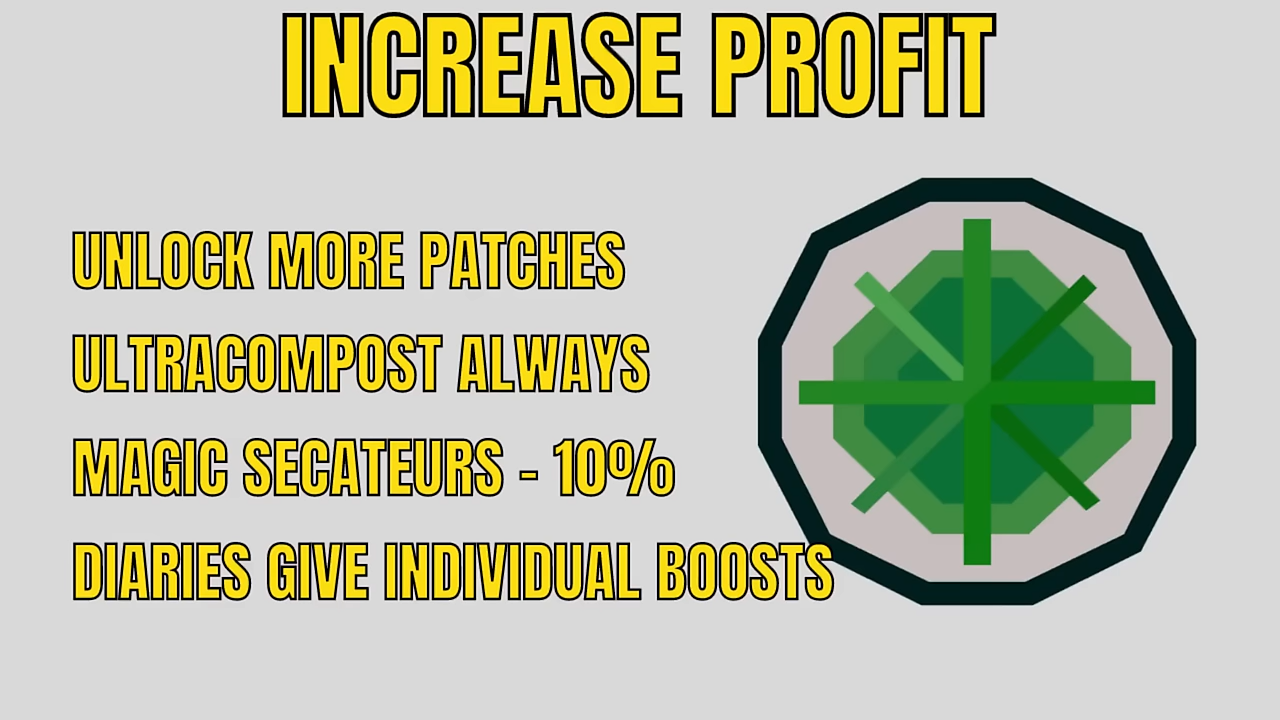 INCREASE PROFIT
UNLOCK MORE PATCHES
ULTRACOMPOST ALWAYS
MAGIC SECATEURS - 10%
DIARIES GIVE INDIVIDUAL BOOSTS